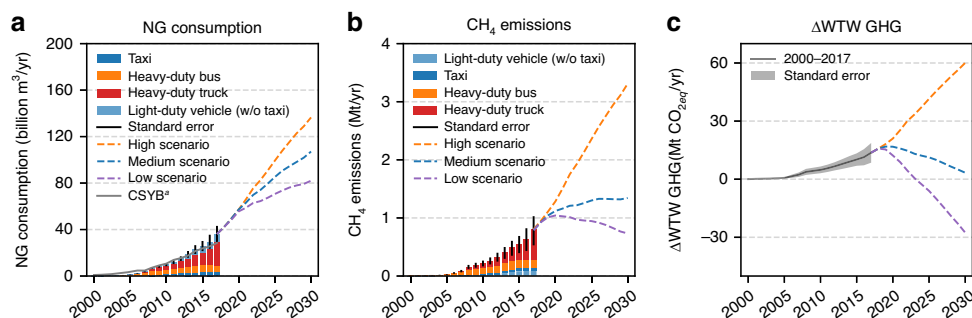 a
NG consumption
NG consumption (billion m³/yr)
200
160
120
80
40
0
Taxi
Heavy-duty bus
Heavy-duty truck
Light-duty vehicle (w/o taxi)
Standard error
High scenario
Medium scenario
Low scenario
CSYBᵃ
2000
2005
2010
2015
2020
2025
2030
b
CH₄ emissions
CH₄ emissions (Mt/yr)
4
3
2
1
0
Light-duty vehicle (w/o taxi)
Taxi
Heavy-duty bus
Heavy-duty truck
Standard error
High scenario
Medium scenario
Low scenario
2000
2005
2010
2015
2020
2025
2030
c
ΔWTW GHG
ΔWTW GHG(Mt CO₂eq/yr)
60
30
0
−30
2000–2017
Standard error
2000
2005
2010
2015
2020
2025
2030